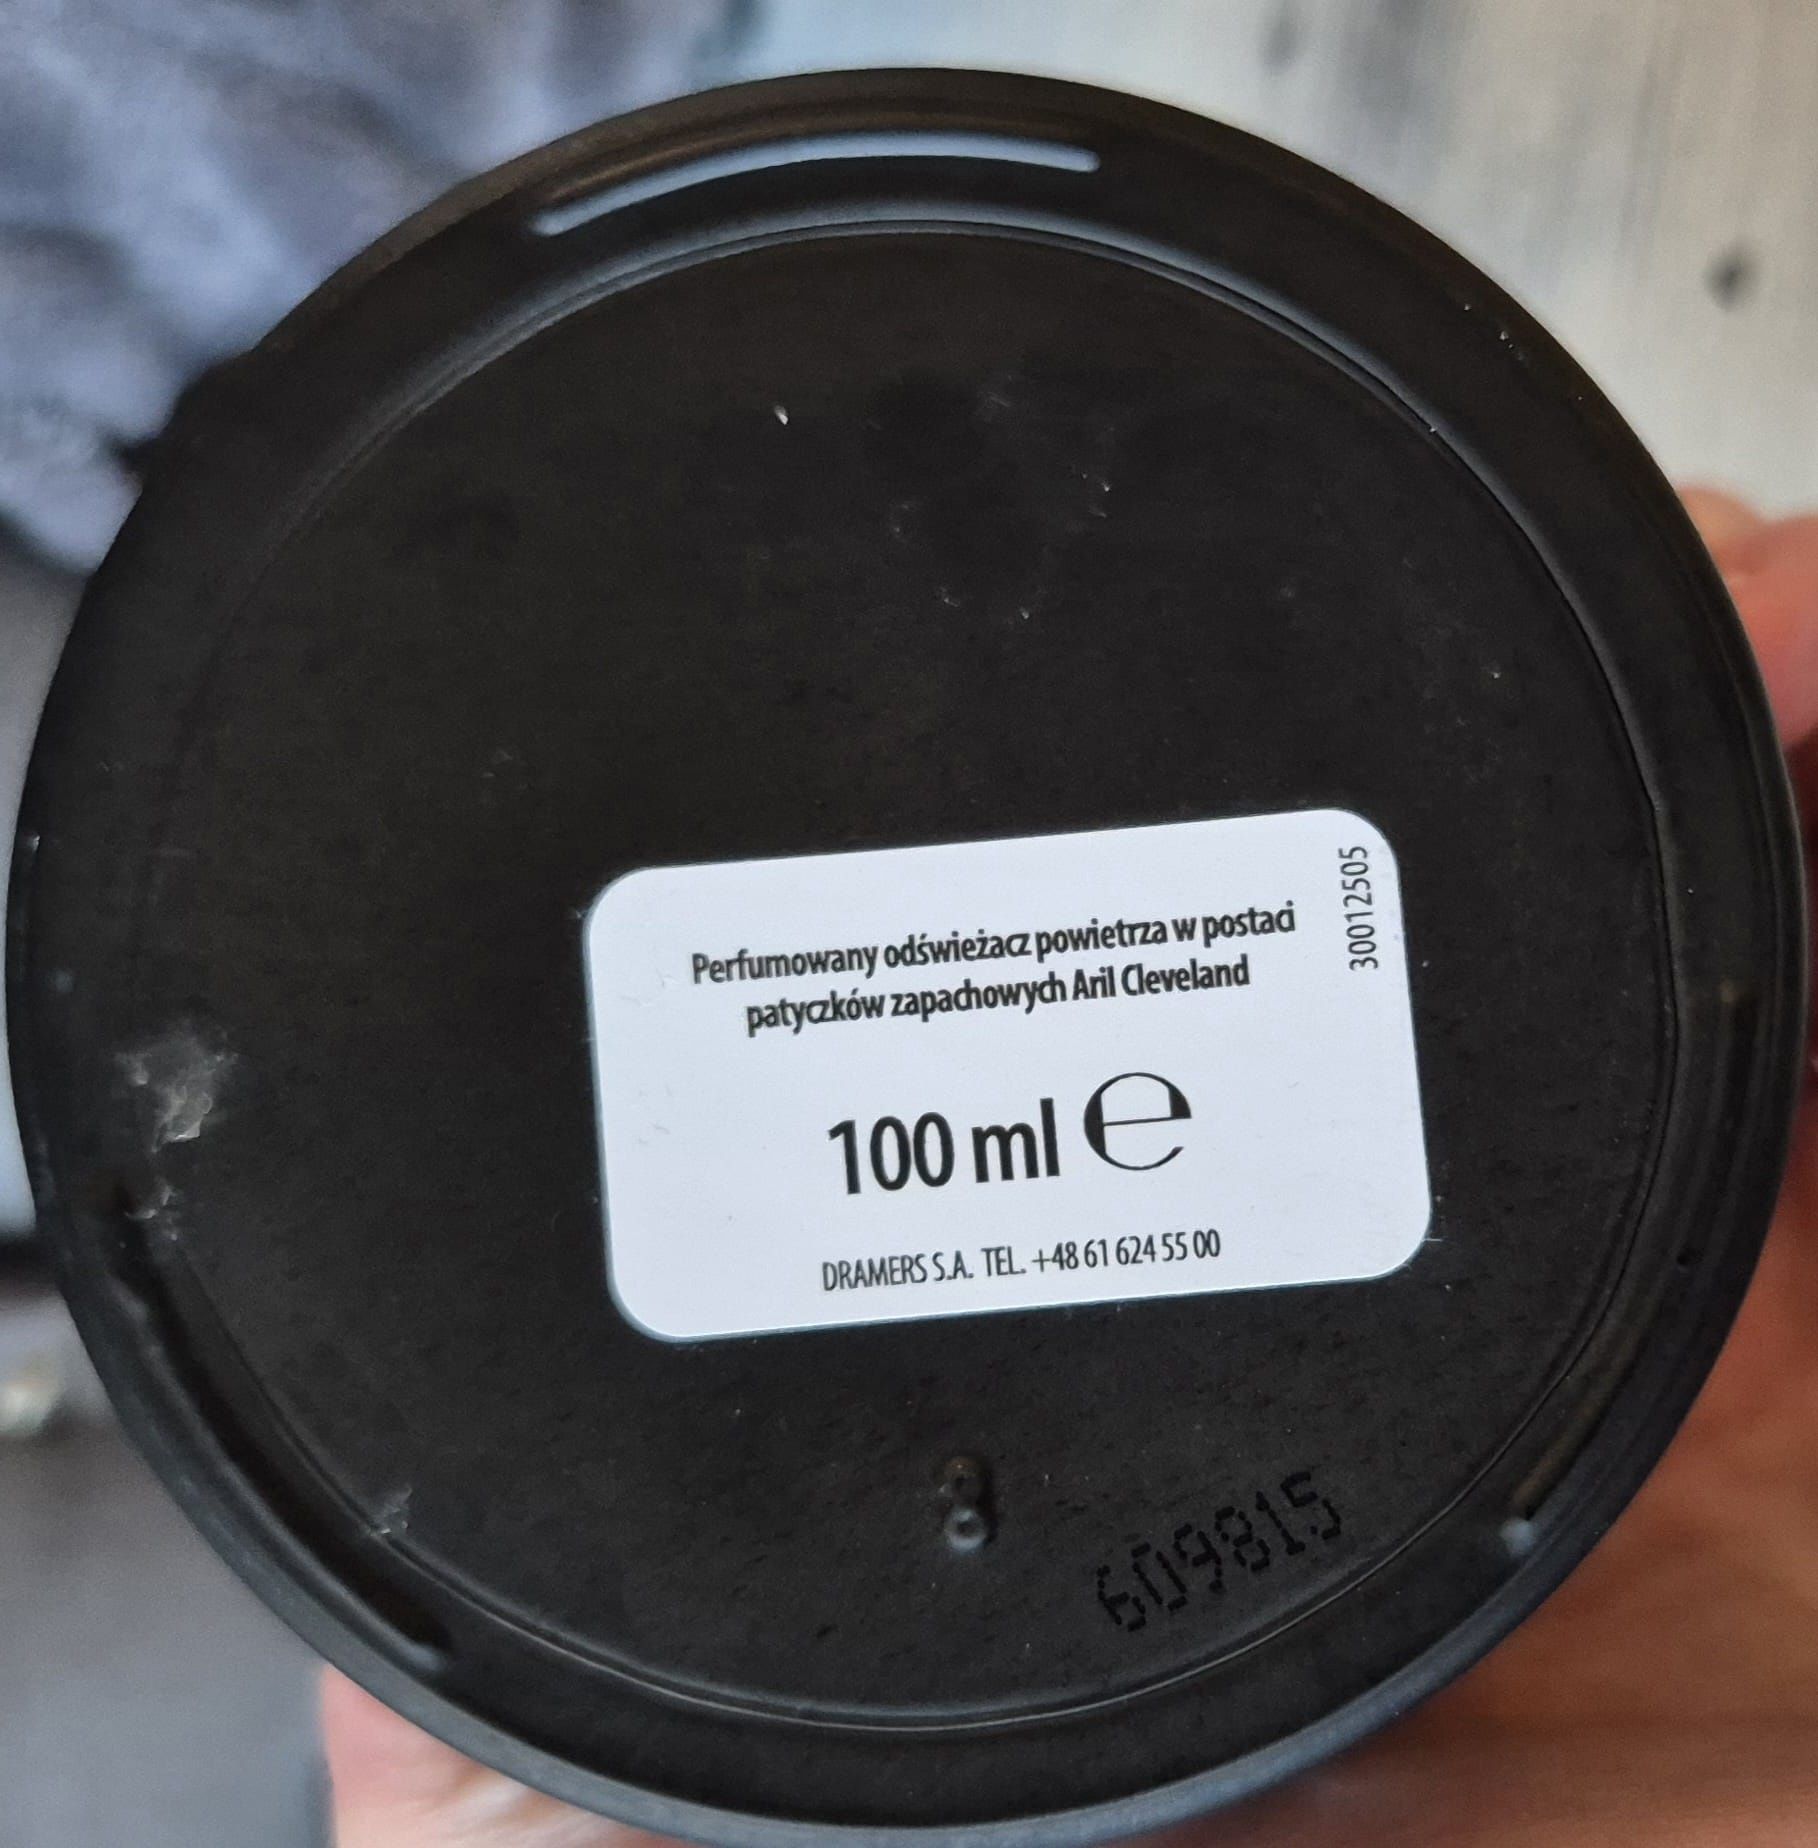 Perfumowany odświeżacz powietrza w postaci
patyczków zapachowych Aril Cleveland
100 ml ℮
DRAMERS S.A. TEL. +48 61 624 55 00
30012505
8
609815